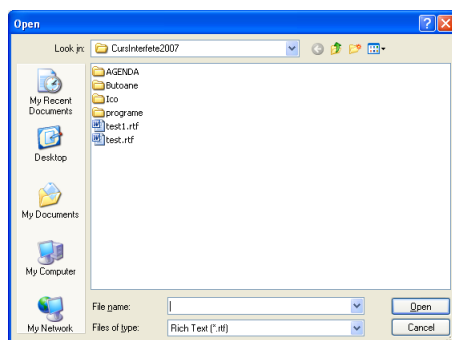 Open
Look in: CursInterfete2007
My Recent
Documents
Desktop
My Documents
My Computer
My Network
AGENDA
Butoane
Ico
programe
test1.rtf
test.rtf
File name: Open
Files of type: Rich Text (*.rtf) Cancel